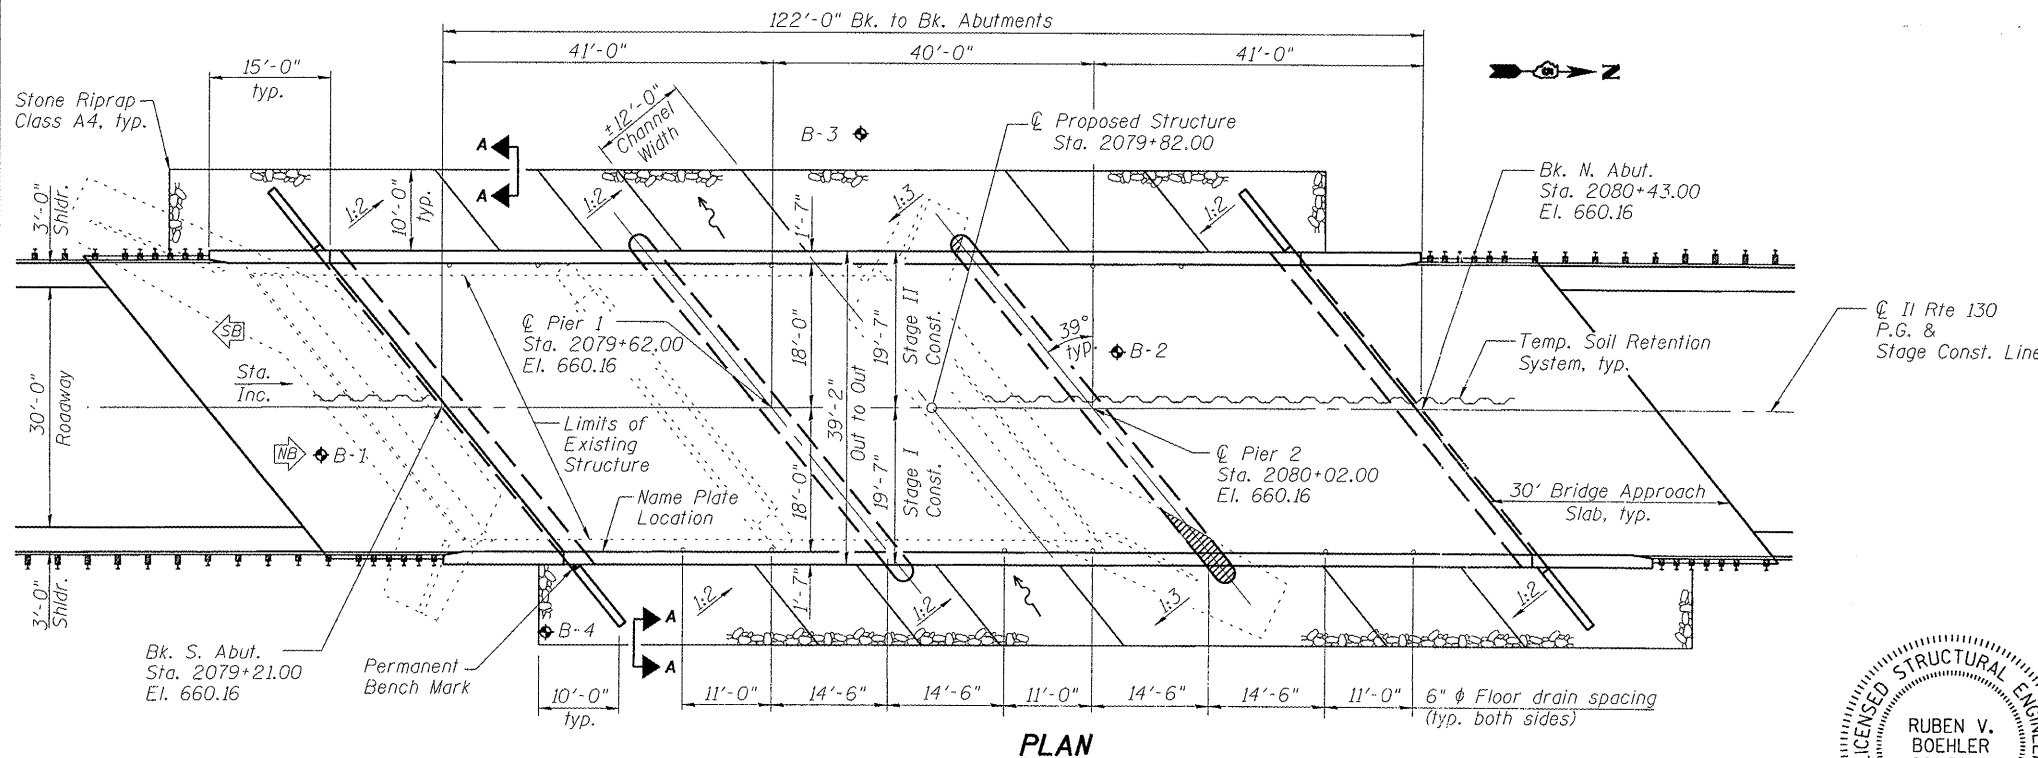 122'-0" Bk. to Bk. Abutments
41'-0"
40'-0"
41'-0"
15'-0"
typ.
Stone Riprap
Class A4, typ.
±12'-0"
Channel
Width
B-3
℄ Proposed Structure
Sta. 2079+82.00
N
A
A
Bk. N. Abut.
Sta. 2080+43.00
El. 660.16
3'-0"
Shldr.
1:2
10'-0"
typ.
1:2
1'-7"
1:3
1:2
SB
℄ Pier 1
Sta. 2079+62.00
El. 660.16
18'-0"
19'-7"
Stage II
Const.
39°
typ.
B-2
Temp. Soil Retention
System, typ.
℄ Il Rte 130
P.G. &
Stage Const. Line
Sta.
Inc.
30'-0"
Roadway
39'-2"
Out to Out
NB
B-1
Limits of
Existing
Structure
℄ Pier 2
Sta. 2080+02.00
El. 660.16
Name Plate
Location
18'-0"
19'-7"
Stage I
Const.
30' Bridge Approach
Slab, typ.
3'-0"
Shldr.
1:2
1'-7"
1:2
1:3
1:2
B-4
A
A
Bk. S. Abut.
Sta. 2079+21.00
El. 660.16
Permanent
Bench Mark
10'-0"
typ.
11'-0"
14'-6"
14'-6"
11'-0"
14'-6"
14'-6"
11'-0"
6" ϕ Floor drain spacing
(typ. both sides)
PLAN
LICENSED STRUCTURAL
RUBEN V.
BOEHLER